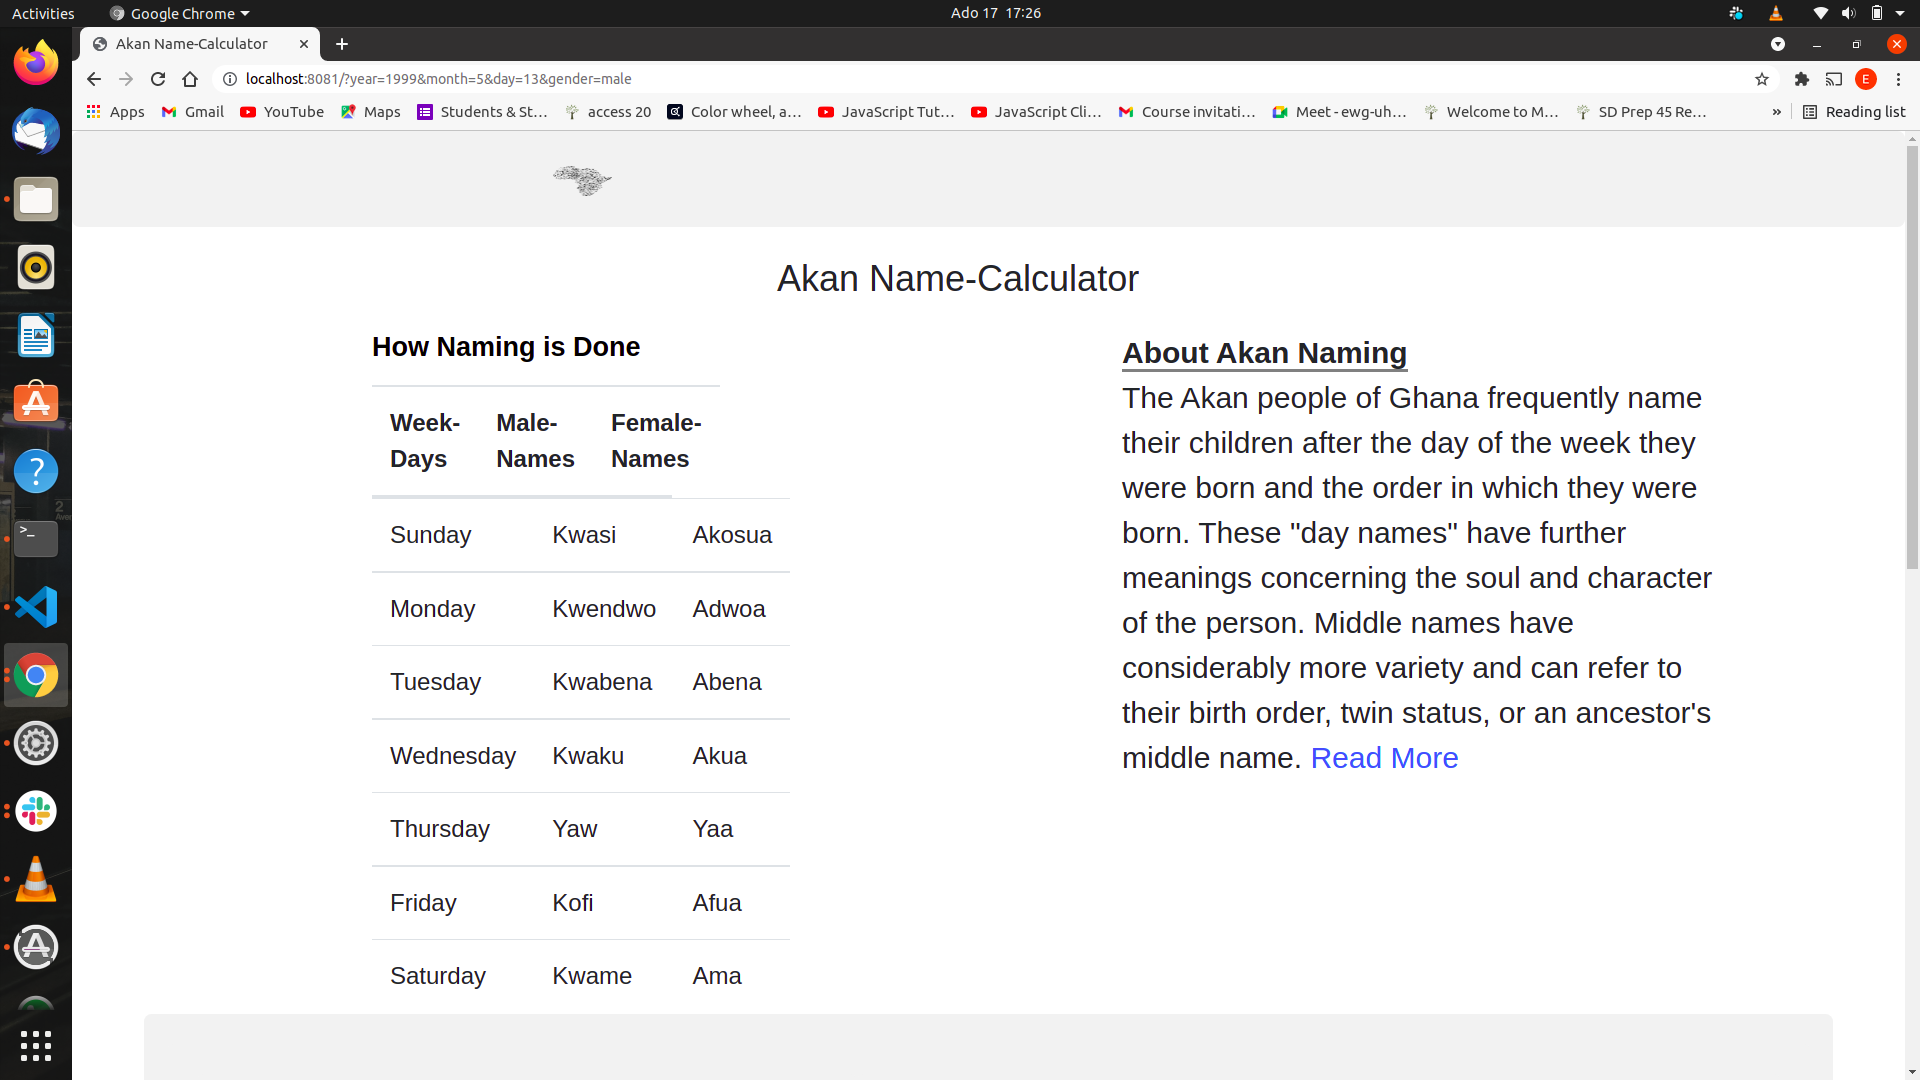 Activities
Google Chrome
Ado 17 17:26
Akan Name-Calculator
localhost:8081/?year=1999&month=5&day=13&gender=male
E
Apps
Gmail
YouTube
Maps
Students & St…
access 20
Color wheel, a…
JavaScript Tut…
JavaScript Cli…
Course invitati…
Meet - ewg-uh…
Welcome to M…
SD Prep 45 Re…
»
Reading list
Akan Name-Calculator
How Naming is Done
Week-Days Male-Names Female-Names
Sunday Kwasi Akosua
Monday Kwendwo Adwoa
Tuesday Kwabena Abena
Wednesday Kwaku Akua
Thursday Yaw Yaa
Friday Kofi Afua
Saturday Kwame Ama
About Akan Naming
The Akan people of Ghana frequently name
their children after the day of the week they
were born and the order in which they were
born. These "day names" have further
meanings concerning the soul and character
of the person. Middle names have
considerably more variety and can refer to
their birth order, twin status, or an ancestor's
middle name. Read More